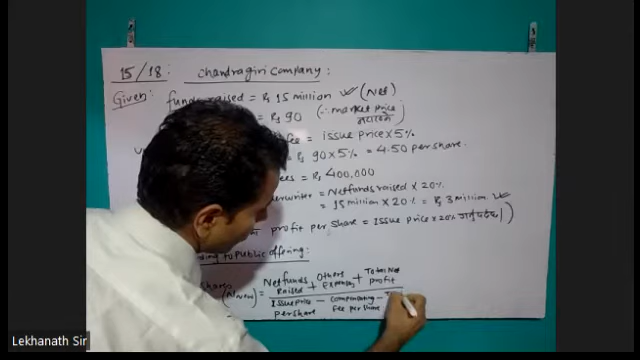 15/18: Chandragiri Company:
Given: funds raised = Rs 15 million (Net)
= Rs 90 (∴ market price
fee = issue price × 5%
= Rs 90 × 5% = 4.50 per share.
fees = Rs 400,000
derwriter = Net funds raised × 20%
= 15 million × 20% = Rs 3 million
profit per share = Issue price × 20%
to public offering:
Net funds Raised + Others Expenses + Total Net profit
Issue price per share − Compensating Fee per share −
Lekhanath Sir